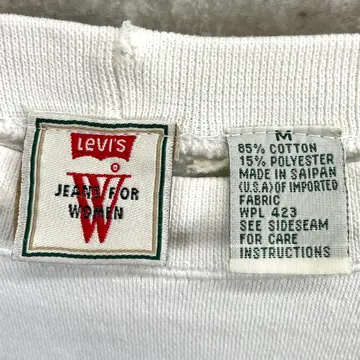 Levi's
JEANS FOR
WOMEN
W
M
85% COTTON
15% POLYESTER
MADE IN SAIPAN
(U.S.A) OF IMPORTED
FABRIC
WPL 423
SEE SIDESEAM
FOR CARE
INSTRUCTIONS